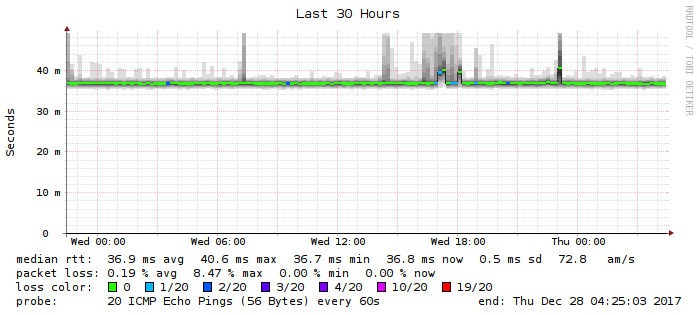 Last 30 Hours
RRDTOOL / TOBI OETIKER
Seconds
40 m
30 m
20 m
10 m
0
Wed 00:00 Wed 06:00 Wed 12:00 Wed 18:00 Thu 00:00
median rtt: 36.9 ms avg 40.6 ms max 36.7 ms min 36.8 ms now 0.5 ms sd 72.8 am/s
packet loss: 0.19 % avg 8.47 % max 0.00 % min 0.00 % now
loss color: 0 1/20 2/20 3/20 4/20 10/20 19/20
probe: 20 ICMP Echo Pings (56 Bytes) every 60s end: Thu Dec 28 04:25:03 2017